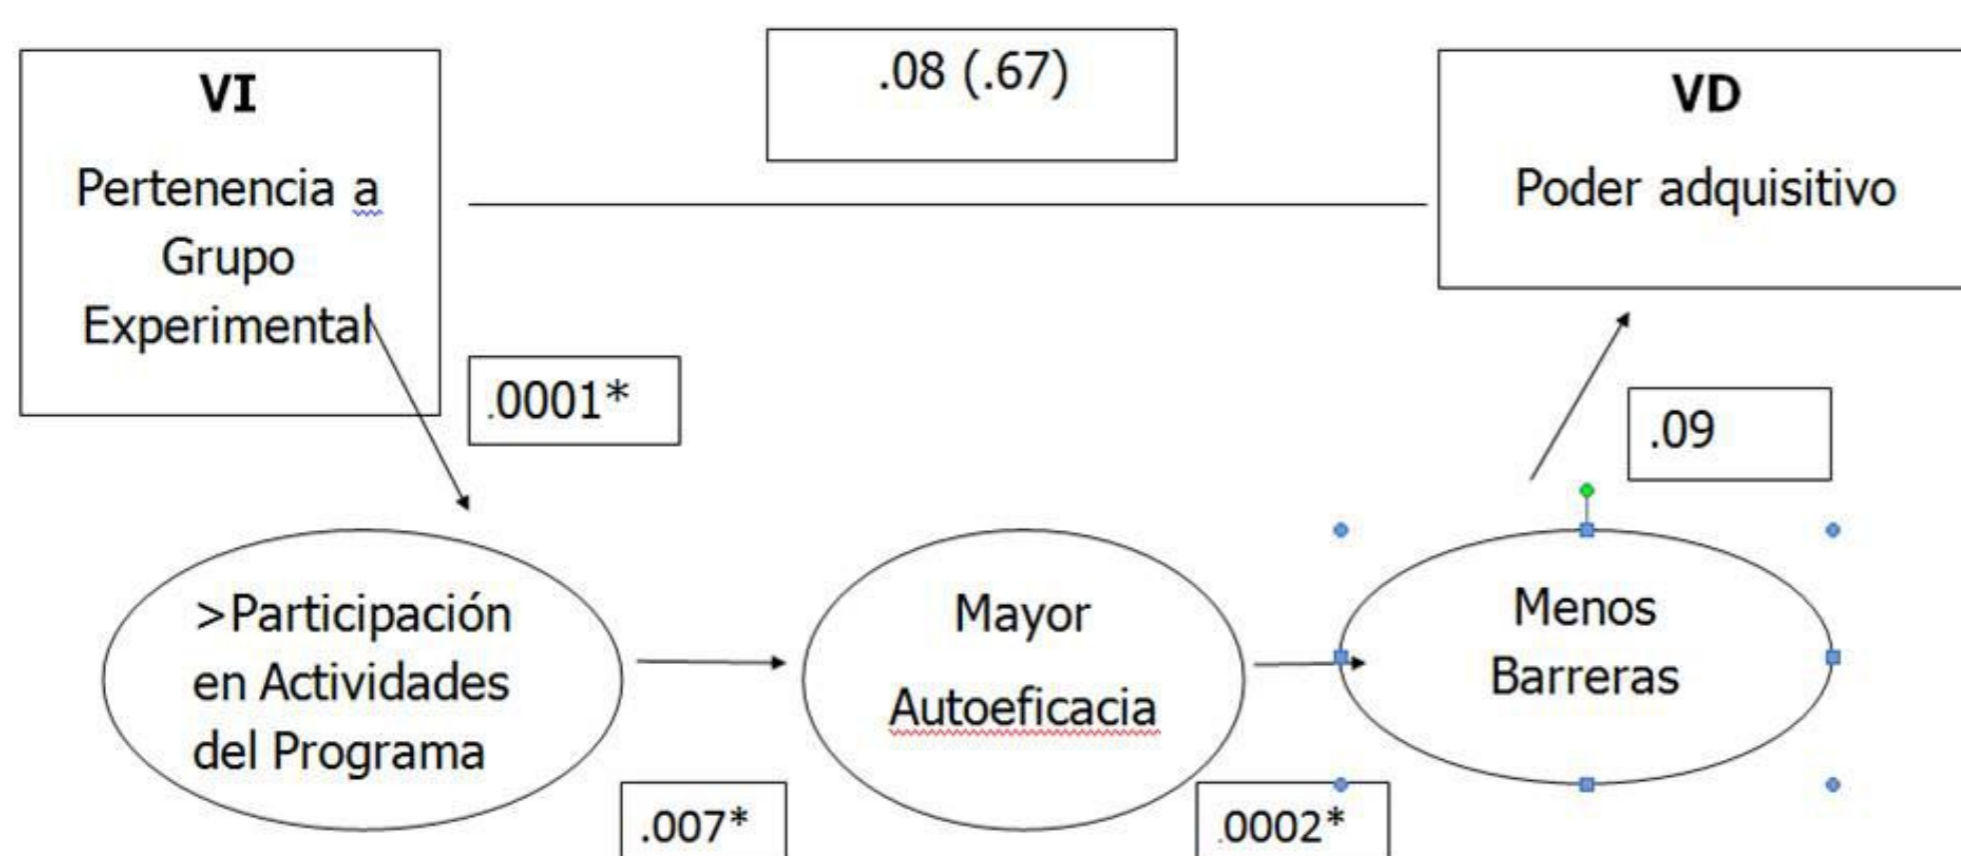 VI
Pertenencia a
Grupo
Experimental
.08 (.67)
VD
Poder adquisitivo
.0001*
.09
>Participación
en Actividades
del Programa
Mayor
Autoeficacia
Menos
Barreras
.007*
.0002*